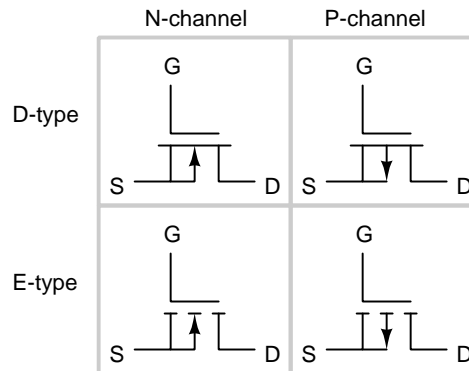 N-channel P-channel
G G
D-type
S D S D
G G
E-type
S D S D